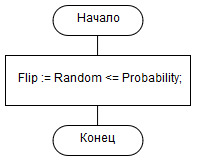 Начало
Flip := Random <= Probability;
Конец